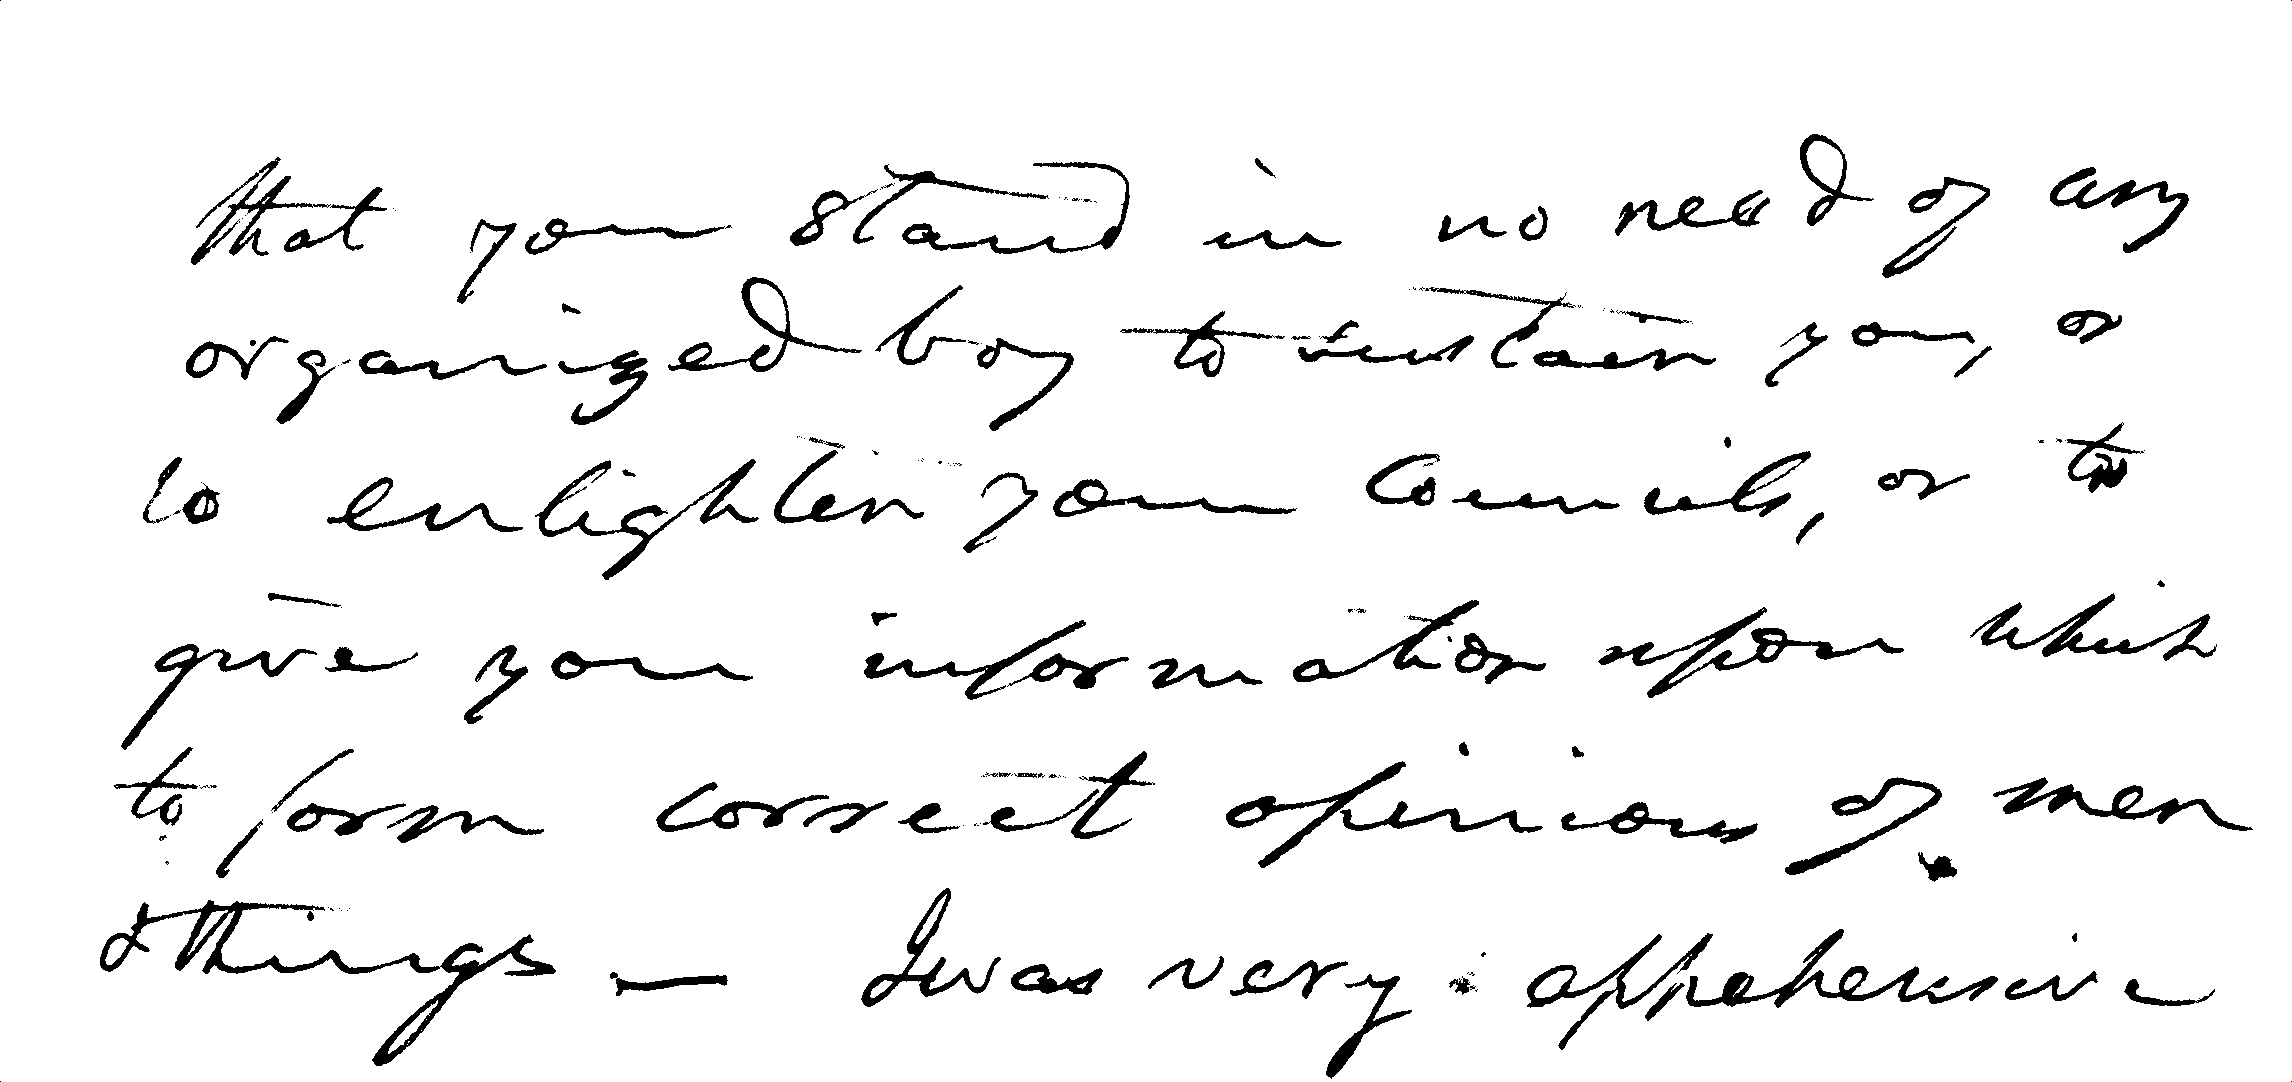 that you stand in no need of any
organized boy to sustain you, or
to enlighten your Councils, or to
give you information upon which
to form correct opinions of men
& things — I was very apprehensive